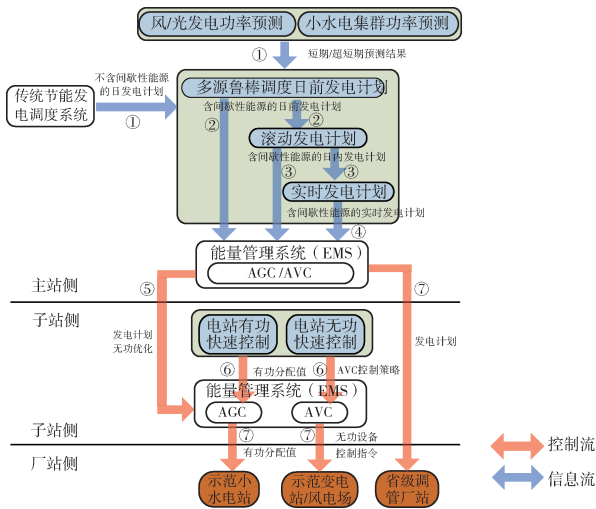 风/光发电功率预测
小水电集群功率预测
①
短期/超短期预测结果
不含间歇性能源
的日发电计划
传统节能发
电调度系统
①
多源鲁棒调度日前发电计划
含间歇性能源的日前发电计划
②
②
滚动发电计划
含间歇性能源的日内发电计划
③
③
实时发电计划
含间歇性能源的实时发电计划
④
能量管理系统（EMS）
AGC/AVC
主站侧
⑤
⑦
子站侧
电站有功
快速控制
电站无功
快速控制
发电计划
无功优化
发电计划
⑥
有功分配值
⑥
AVC控制策略
能量管理系统（EMS）
AGC
AVC
子站侧
⑦
⑦
无功设备
控制指令
有功分配值
厂站侧
示范小
水电站
示范变电
站/风电场
省级调
管厂站
控制流
信息流